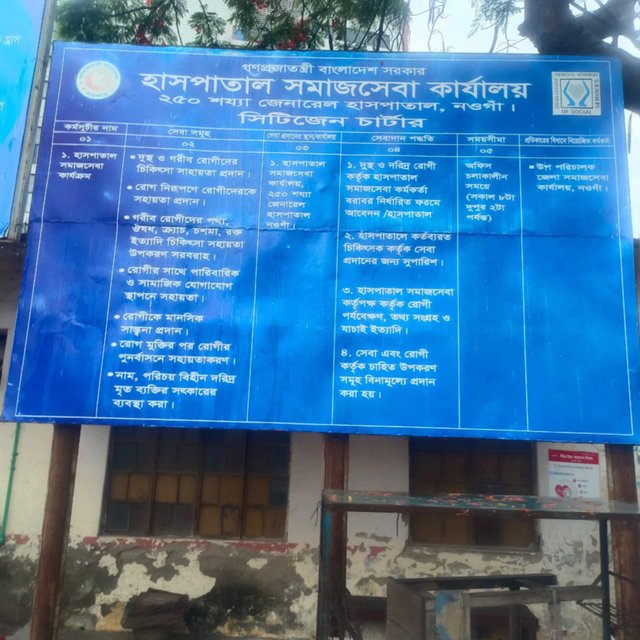 গণপ্রজাতন্ত্রী বাংলাদেশ সরকার
হাসপাতাল সমাজসেবা কার্যালয়
২৫০ শয্যা জেনারেল হাসপাতাল, নওগাঁ।
সিটিজেন চার্টার
কর্মসূচীর নাম
০১
সেবা সমূহ
০২
সেবা প্রদানের স্থান/কার্যালয়
০৩
সেবাদান পদ্ধতি
০৪
সময়সীমা
০৫
প্রতিকারের বিধানে নিয়োজিত কর্মকর্তা
১. হাসপাতাল
সমাজসেবা
কার্যক্রম
• দুস্থ ও গরীব রোগীদের
চিকিৎসা সাহায্যতা প্রদান।
• রোগ নিরূপণে রোগীদেরকে
সহায়তা প্রদান।
• গরীব রোগীদের পথ্য,
ঔষধ, ক্র্যাচ চশমা, রক্ত
ইত্যাদি চিকিৎসা সহায়তা
উপকরণ সরবরাহ।
• রোগীর সাথে পারিবারিক
ও সামাজিক যোগাযোগ
স্থাপনে সহায়তা।
• রোগীকে মানসিক
সান্ত্বনা প্রদান।
• রোগ মুক্তির পর রোগীর
পুনর্বাসনে সহায়তাকরণ।
• নাম, পরিচয় বিহীন দরিদ্র
মৃত ব্যক্তির সৎকারের
ব্যবস্থা করা।
হাসপাতাল
সমাজসেবা
কার্যালয়,
২৫০ শয্যা
জেনারেল
হাসপাতাল
নওগাঁ।
১. দুস্থ ও দরিদ্র রোগী
কর্তৃক হাসপাতাল
সমাজসেবা কর্মকর্তা
বরাবর নির্ধারিত ফরমে
আবেদন /হাসপাতাল
২. হাসপাতালে কর্তব্যরত
চিকিৎসক কর্তৃক সেবা
প্রদানের জন্য সুপারিশ।
৩. হাসপাতাল সমাজসেবা
কর্তৃপক্ষ কর্তৃক রোগী
পর্যবেক্ষণ, তথ্য সংগ্রহ ও
যাচাই ইত্যাদি।
৪. সেবা এবং রোগী
কর্তৃক চাহিত উপকরণ
সমূহ বিনামূল্যে প্রদান
করা হয়।
অফিস
চলাকালীন
সময়ে
(সকাল ৮টা
দুপুর ২টা
পর্যন্ত)
• উপ পরিচালক
জেলা সমাজসেবা
কার্যালয়, নওগাঁ।
OF SOCIAL